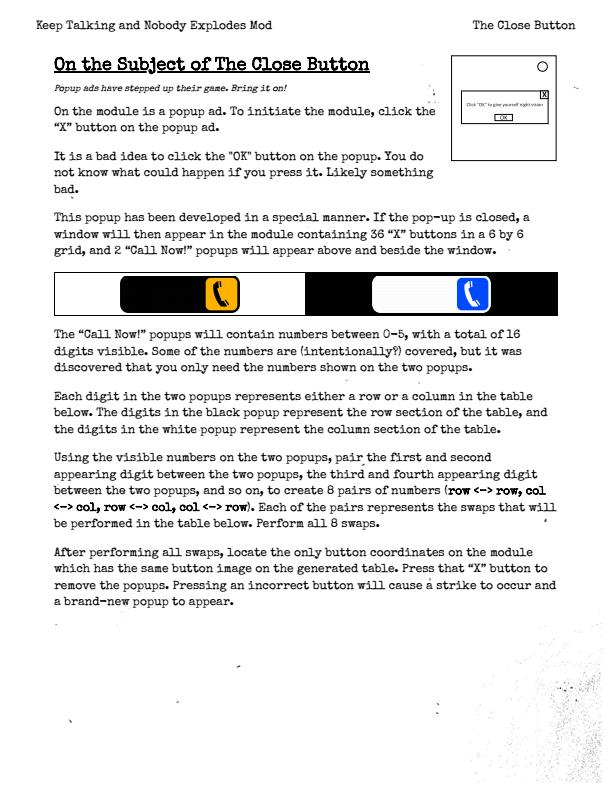 Keep Talking and Nobody Explodes Mod
The Close Button
On the Subject of The Close Button
Popup ads have stepped up their game. Bring it on!
X
Click "OK" to give yourself night vision
OK
On the module is a popup ad. To initiate the module, click the
“X” button on the popup ad.
It is a bad idea to click the "OK" button on the popup. You do
not know what could happen if you press it. Likely something
bad.
This popup has been developed in a special manner. If the pop-up is closed, a
window will then appear in the module containing 36 “X” buttons in a 6 by 6
grid, and 2 “Call Now!” popups will appear above and beside the window.
The “Call Now!” popups will contain numbers between 0-5, with a total of 16
digits visible. Some of the numbers are (intentionally?) covered, but it was
discovered that you only need the numbers shown on the two popups.
Each digit in the two popups represents either a row or a column in the table
below. The digits in the black popup represent the row section of the table, and
the digits in the white popup represent the column section of the table.
Using the visible numbers on the two popups, pair the first and second
appearing digit between the two popups, the third and fourth appearing digit
between the two popups, and so on, to create 8 pairs of numbers (row <-> row, col
<-> col, row <-> col, col <-> row). Each of the pairs represents the swaps that will
be performed in the table below. Perform all 8 swaps.
After performing all swaps, locate the only button coordinates on the module
which has the same button image on the generated table. Press that “X” button to
remove the popups. Pressing an incorrect button will cause a strike to occur and
a brand-new popup to appear.